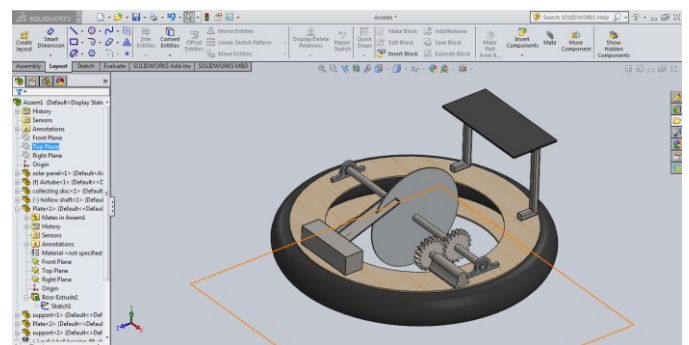 SOLIDWORKS
Assem1 *
Search SOLIDWORKS Help
Create layout
Smart Dimension
Trim Entities
Convert Entities
Offset Entities
Mirror Entities
Linear Sketch Pattern
Move Entities
Display/Delete Relations
Repair Sketch
Quick Snaps
Make Block
Edit Block
Insert Block
Add/Remove
Save Block
Explode Block
Make Part from B...
Insert Components
Mate
Move Component
Show Hidden Components
Assembly Layout Sketch Evaluate SOLIDWORKS Add-Ins SOLIDWORKS MBD
Assem1 (Default<Display State
History
Sensors
Annotations
Front Plane
Top Plane
Right Plane
Origin
solar panel<1> (Default<
(f) Airtube<1> (Default<<D
collecting disc<1> (Default
(-) hollow shaft<1> (Defaul
Plate<1> (Default<<Defaul
Mates in Assem1
History
Sensors
Annotations
Material <not specified
Front Plane
Top Plane
Right Plane
Origin
Boss-Extrude1
Sketch1
support<1> (Default<<Def
Plate<2> (Default<<Defaul
support<2> (Default<<Def